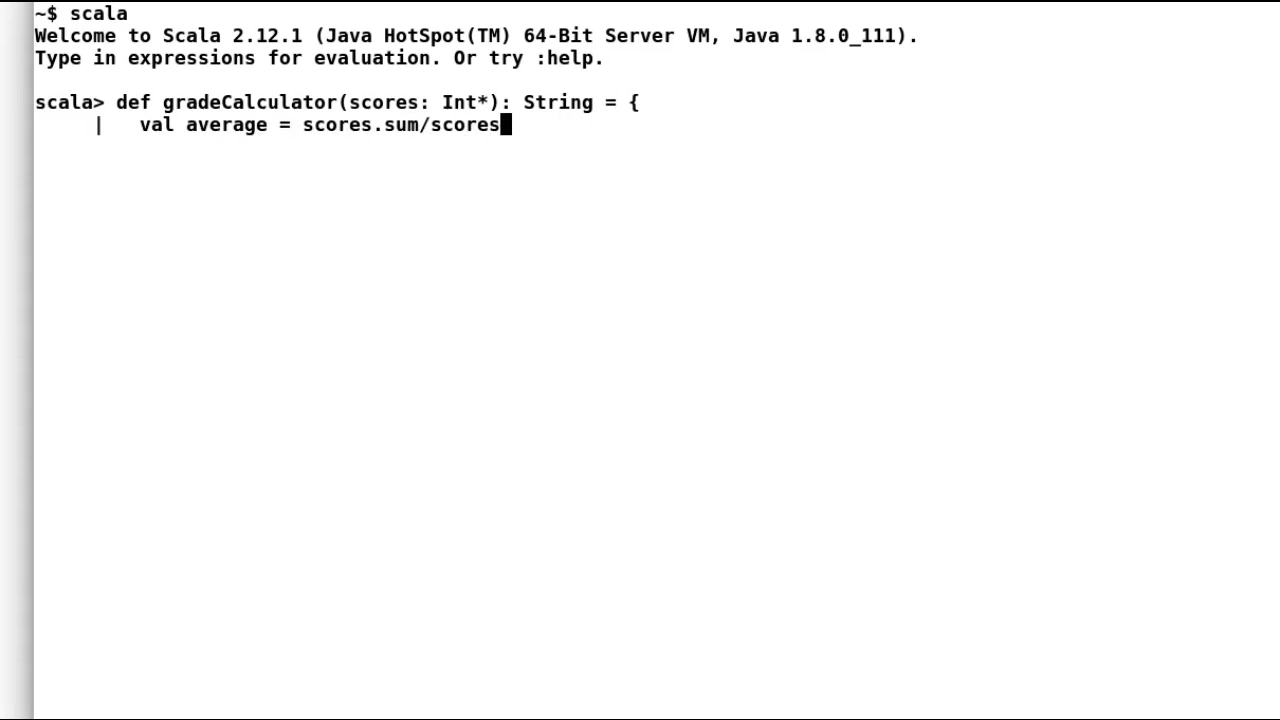 ~$ scala
Welcome to Scala 2.12.1 (Java HotSpot(TM) 64-Bit Server VM, Java 1.8.0_111).
Type in expressions for evaluation. Or try :help.
scala> def gradeCalculator(scores: Int*): String = {
     |   val average = scores.sum/scores